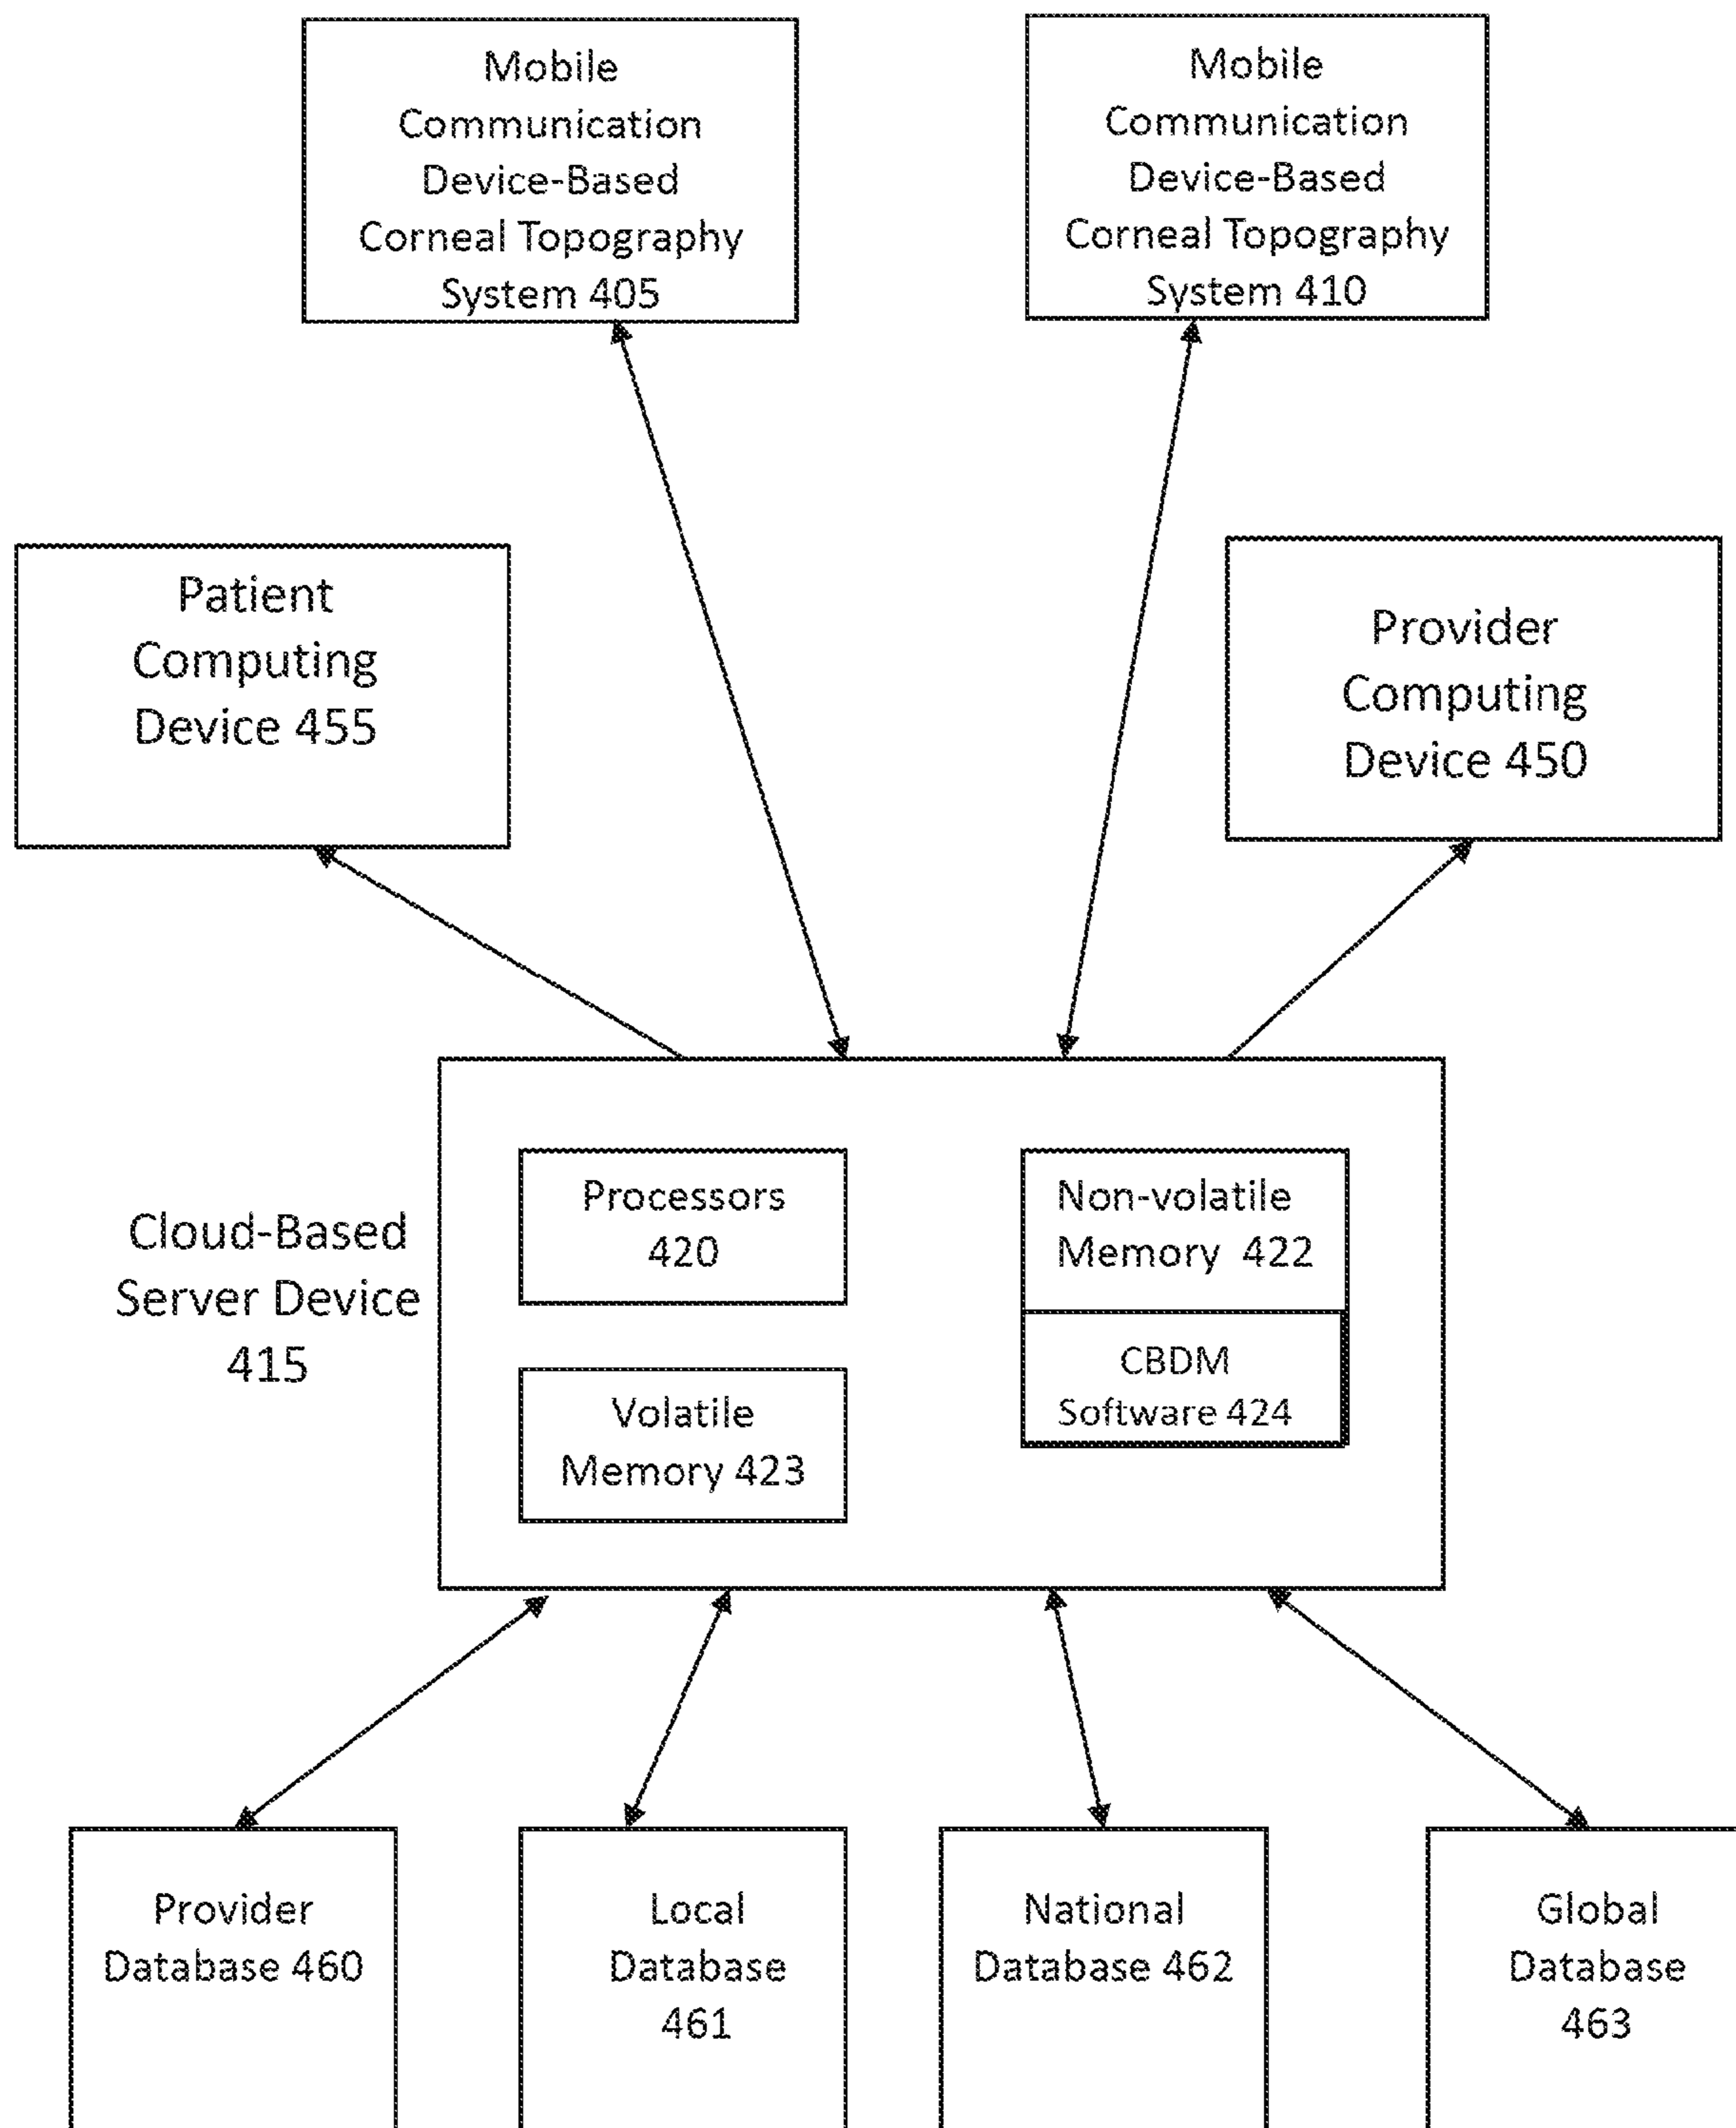 Mobile
Communication
Device-Based
Corneal Topography
System 405
Mobile
Communication
Device-Based
Corneal Topography
System 410
Patient
Computing
Device 455
Provider
Computing
Device 450
Cloud-Based
Server Device
415
Processors
420
Non-volatile
Memory 422
CBDM
Software 424
Volatile
Memory 423
Provider
Database 460
Local
Database
461
National
Database 462
Global
Database
463